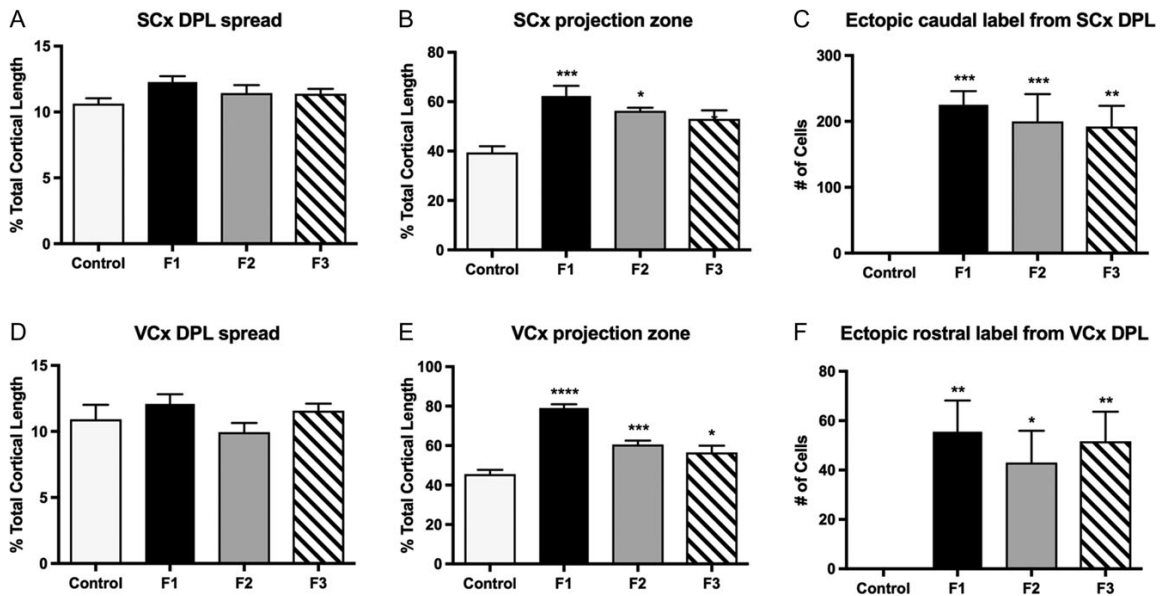 A
SCx DPL spread
% Total Cortical Length
15
10
5
0
Control F1 F2 F3
B
SCx projection zone
% Total Cortical Length
80
60
40
20
0
***
*
*
Control F1 F2 F3
C
Ectopic caudal label from SCx DPL
# of Cells
300
200
100
0
***
***
**
Control F1 F2 F3
D
VCx DPL spread
% Total Cortical Length
15
10
5
0
Control F1 F2 F3
E
VCx projection zone
% Total Cortical Length
100
80
60
40
20
0
****
***
*
Control F1 F2 F3
F
Ectopic rostral label from VCx DPL
# of Cells
80
60
40
20
0
**
*
**
Control F1 F2 F3